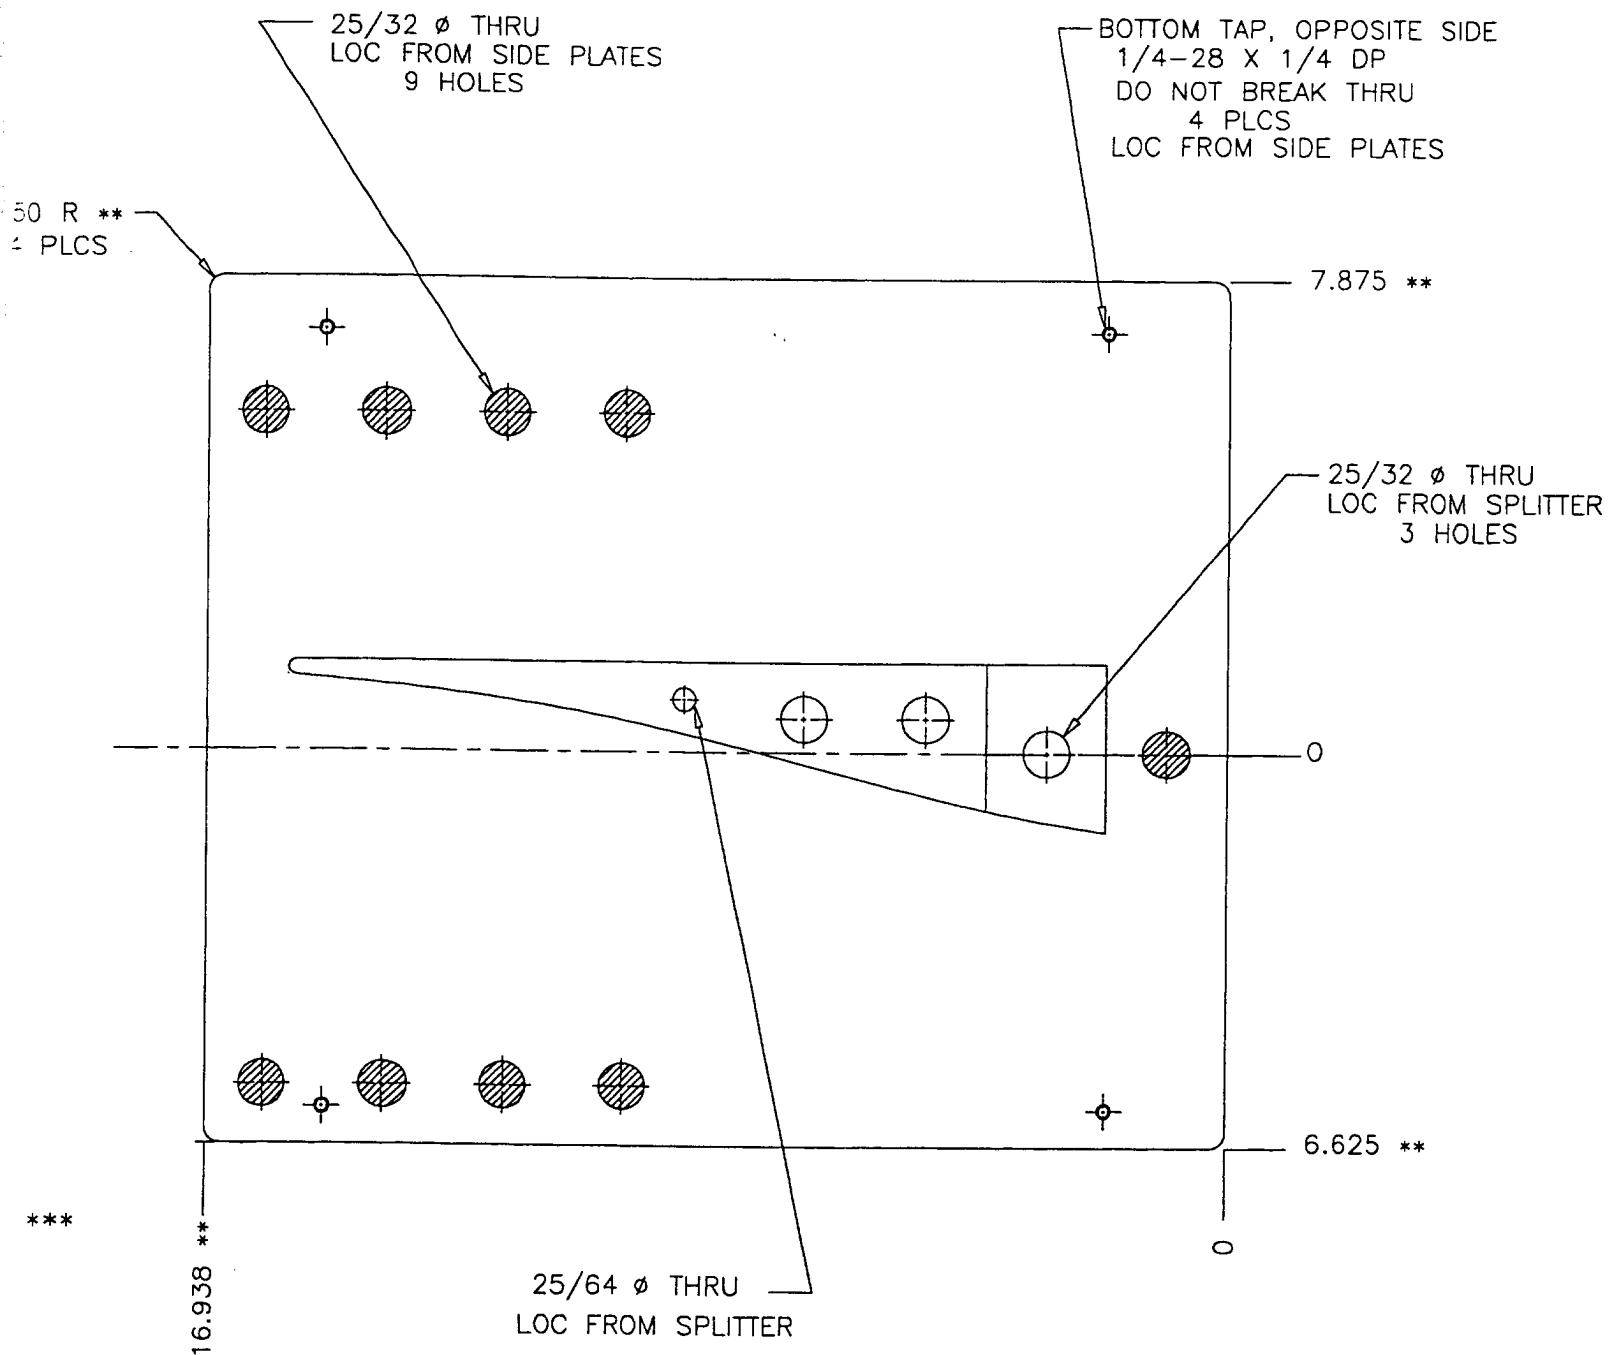 25/32 ø THRU
LOC FROM SIDE PLATES
9 HOLES
BOTTOM TAP, OPPOSITE SIDE
1/4-28 X 1/4 DP
DO NOT BREAK THRU
4 PLCS
LOC FROM SIDE PLATES
50 R **
PLCS
7.875 **
25/32 ø THRU
LOC FROM SPLITTER
3 HOLES
0
6.625 **
***
16.938 **
0
25/64 ø THRU
LOC FROM SPLITTER